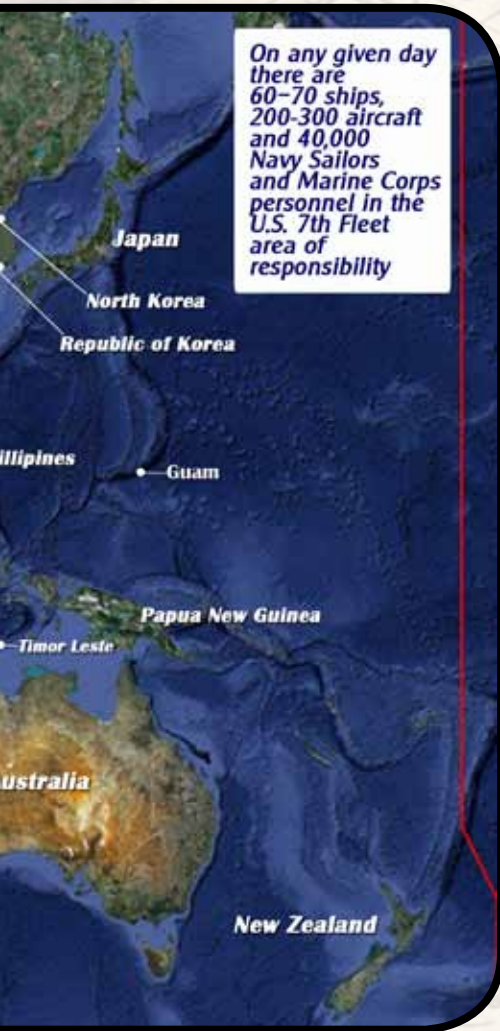 On any given day
there are
60-70 ships,
200-300 aircraft
and 40,000
Navy Sailors
and Marine Corps
personnel in the
U.S. 7th Fleet
area of
responsibility
Japan
North Korea
Republic of Korea
illipines
Guam
Papua New Guinea
Timor Leste
ustralia
New Zealand